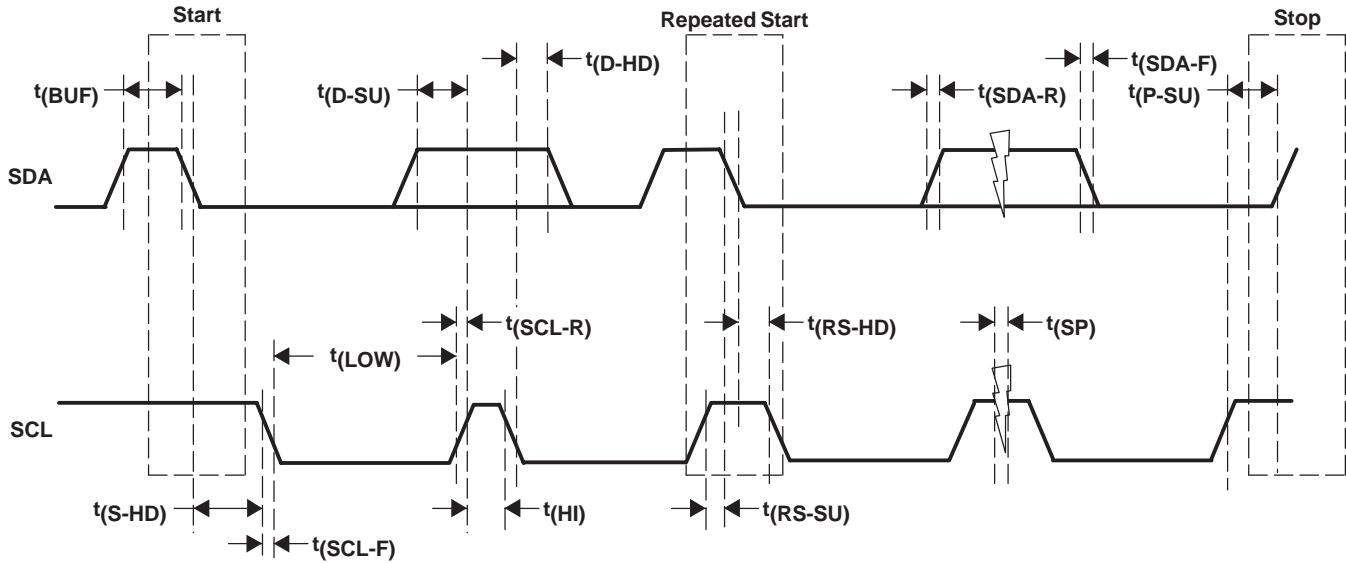 Start
Repeated Start
Stop
t(D-HD)
t(SDA-F)
t(BUF)
t(D-SU)
t(SDA-R)
t(P-SU)
SDA
t(SCL-R)
t(RS-HD)
t(SP)
t(LOW)
SCL
t(S-HD)
t(HI)
t(RS-SU)
t(SCL-F)